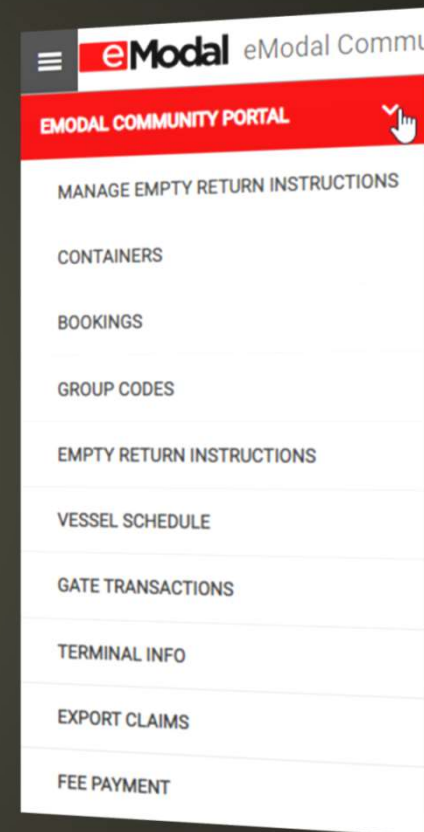 eModal eModal Commu
EMODAL COMMUNITY PORTAL
MANAGE EMPTY RETURN INSTRUCTIONS
CONTAINERS
BOOKINGS
GROUP CODES
EMPTY RETURN INSTRUCTIONS
VESSEL SCHEDULE
GATE TRANSACTIONS
TERMINAL INFO
EXPORT CLAIMS
FEE PAYMENT